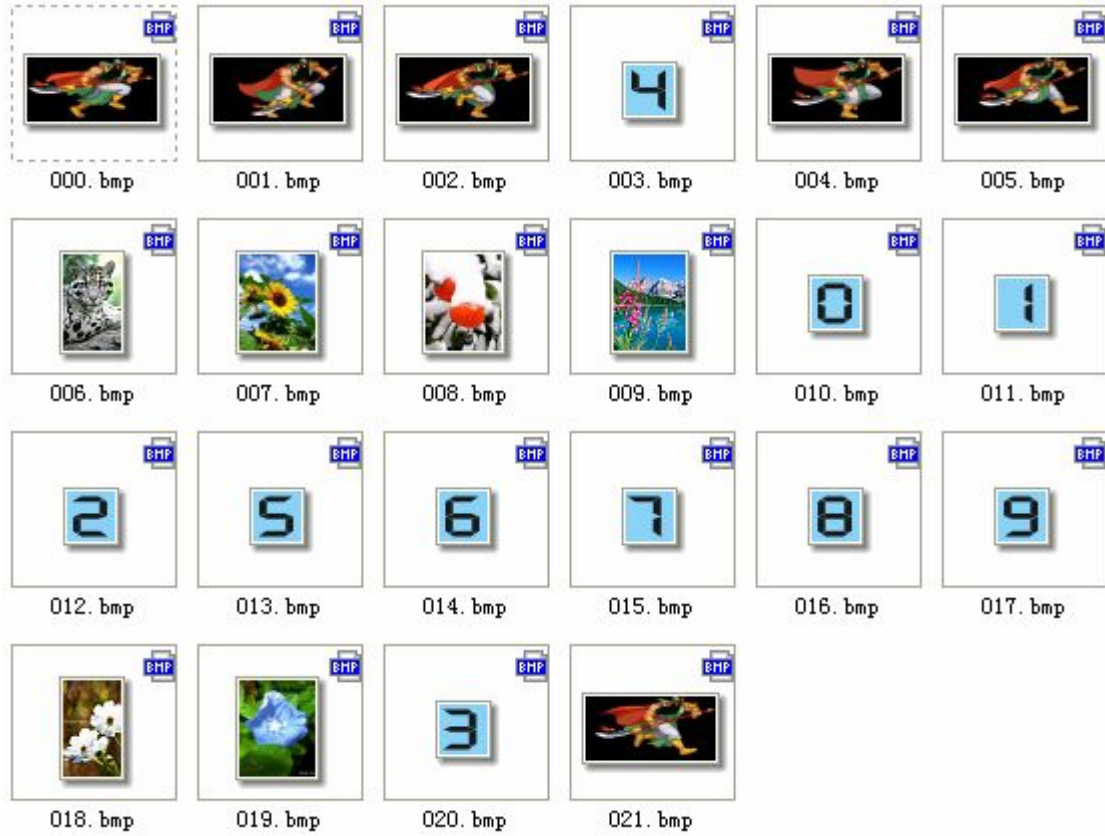 BMP BMP BMP BMP BMP BMP
4
000.bmp 001.bmp 002.bmp 003.bmp 004.bmp 005.bmp
BMP BMP BMP BMP BMP BMP
0 1
006.bmp 007.bmp 008.bmp 009.bmp 010.bmp 011.bmp
BMP BMP BMP BMP BMP BMP
2 5 6 7 8 9
012.bmp 013.bmp 014.bmp 015.bmp 016.bmp 017.bmp
BMP BMP BMP BMP
3
018.bmp 019.bmp 020.bmp 021.bmp